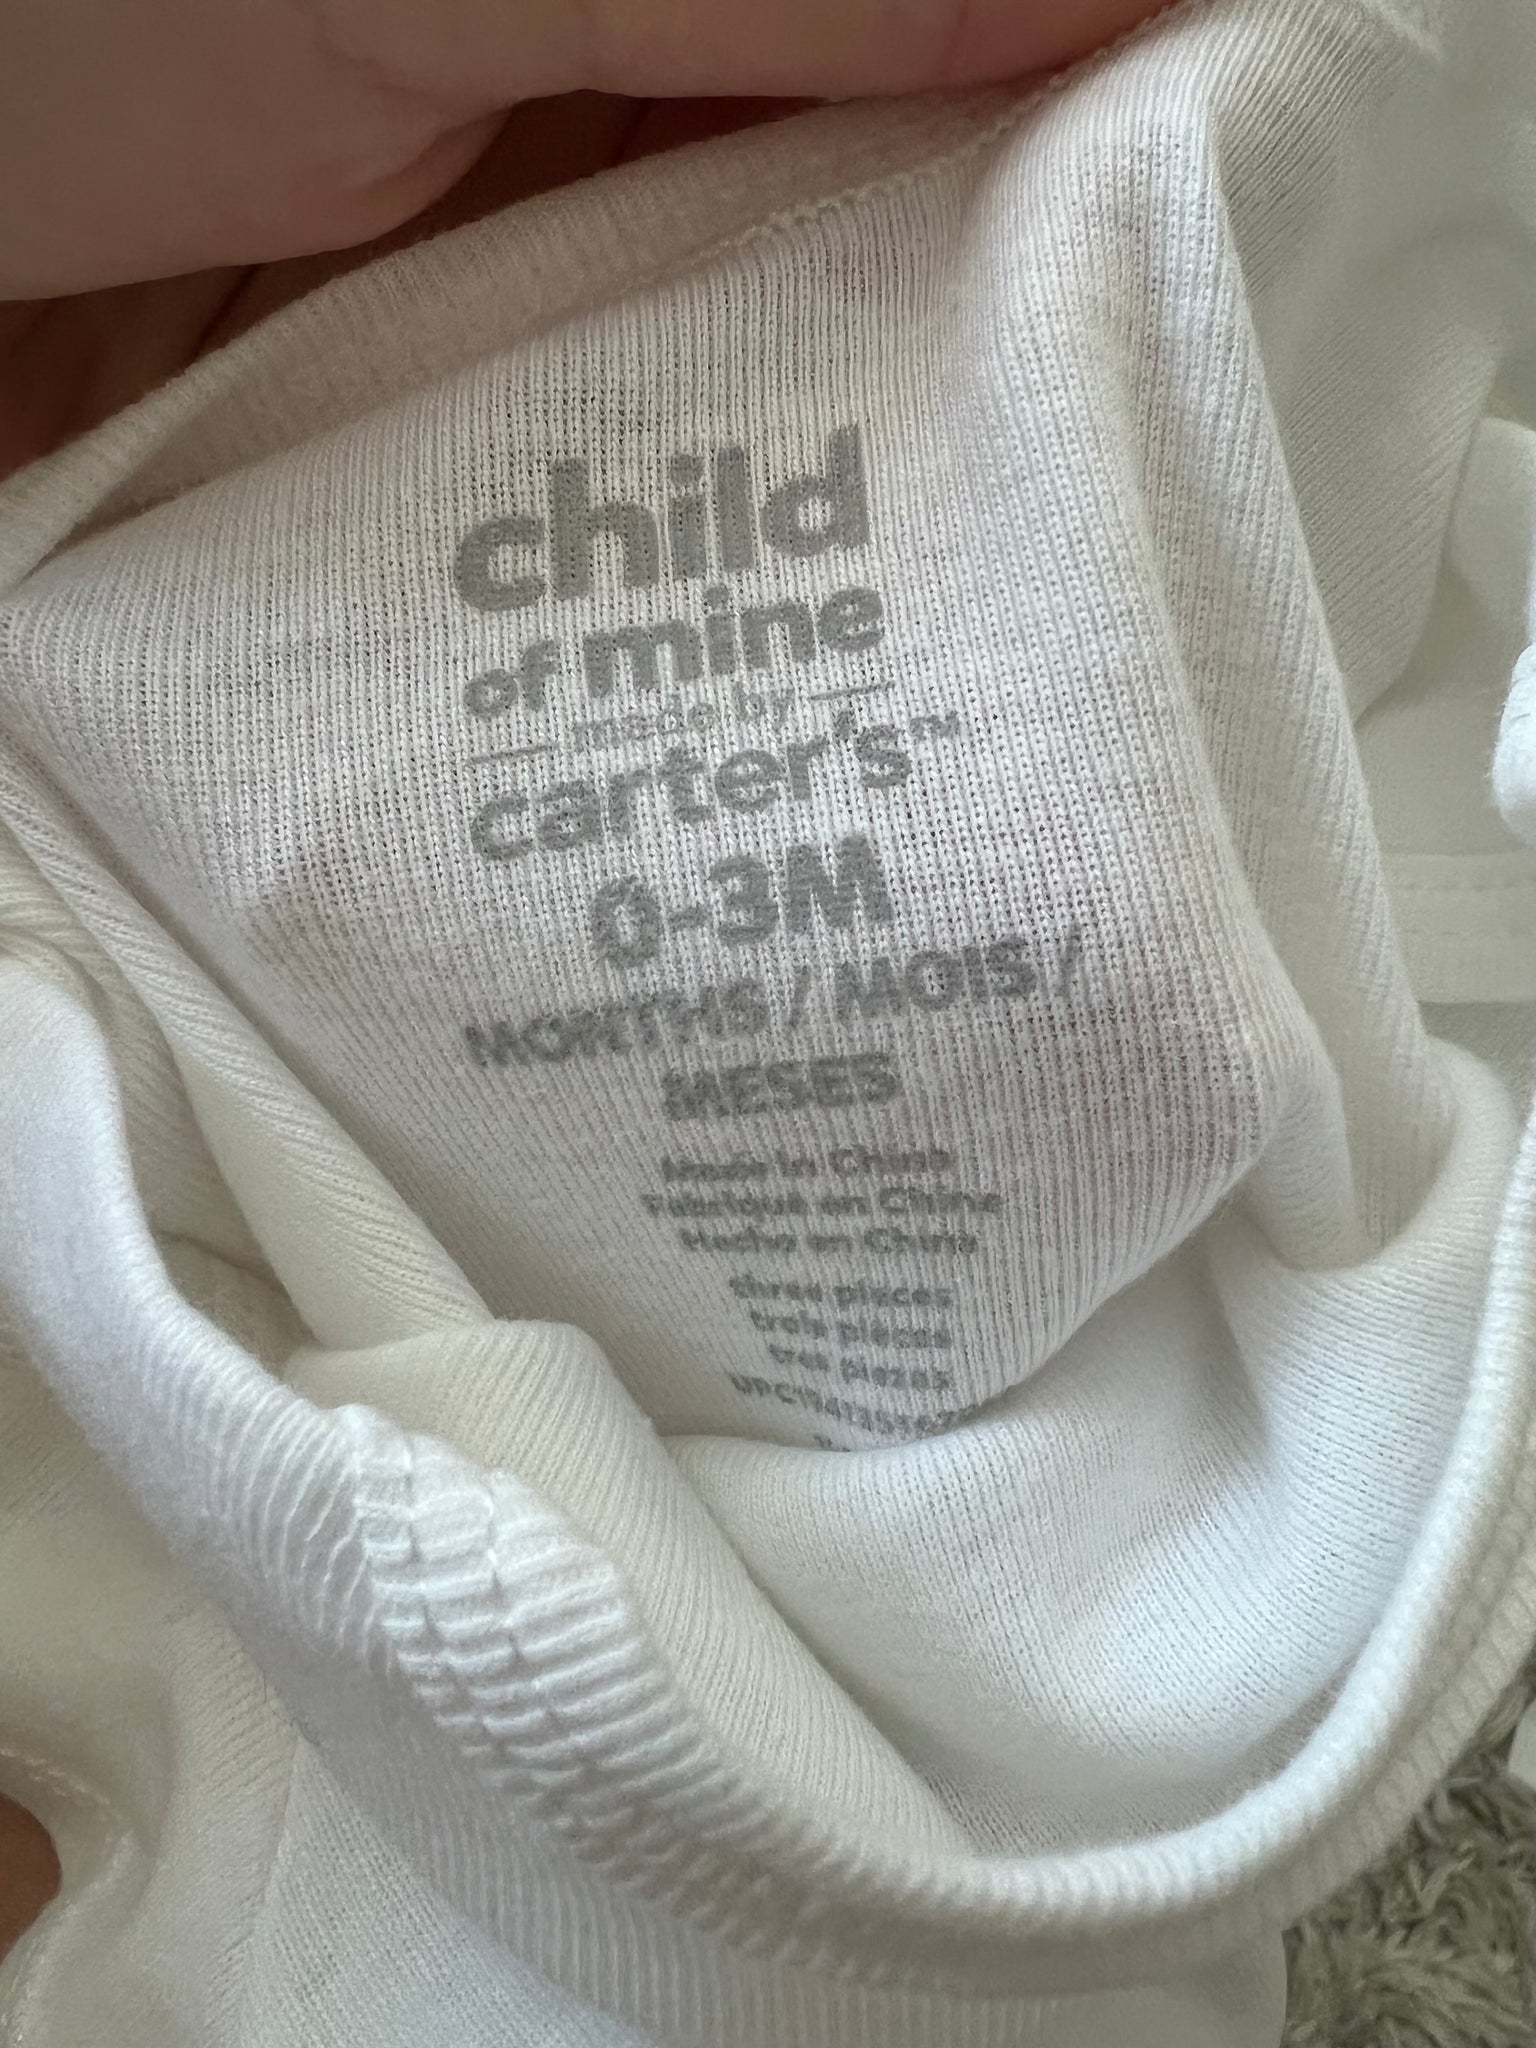 child
of mine
made by
carter's™
0-3M
MONTHS / MOIS /
MESES
Made in China
Fabriqué en Chine
Hecho en China
three pieces
trois pièces
tres piezas